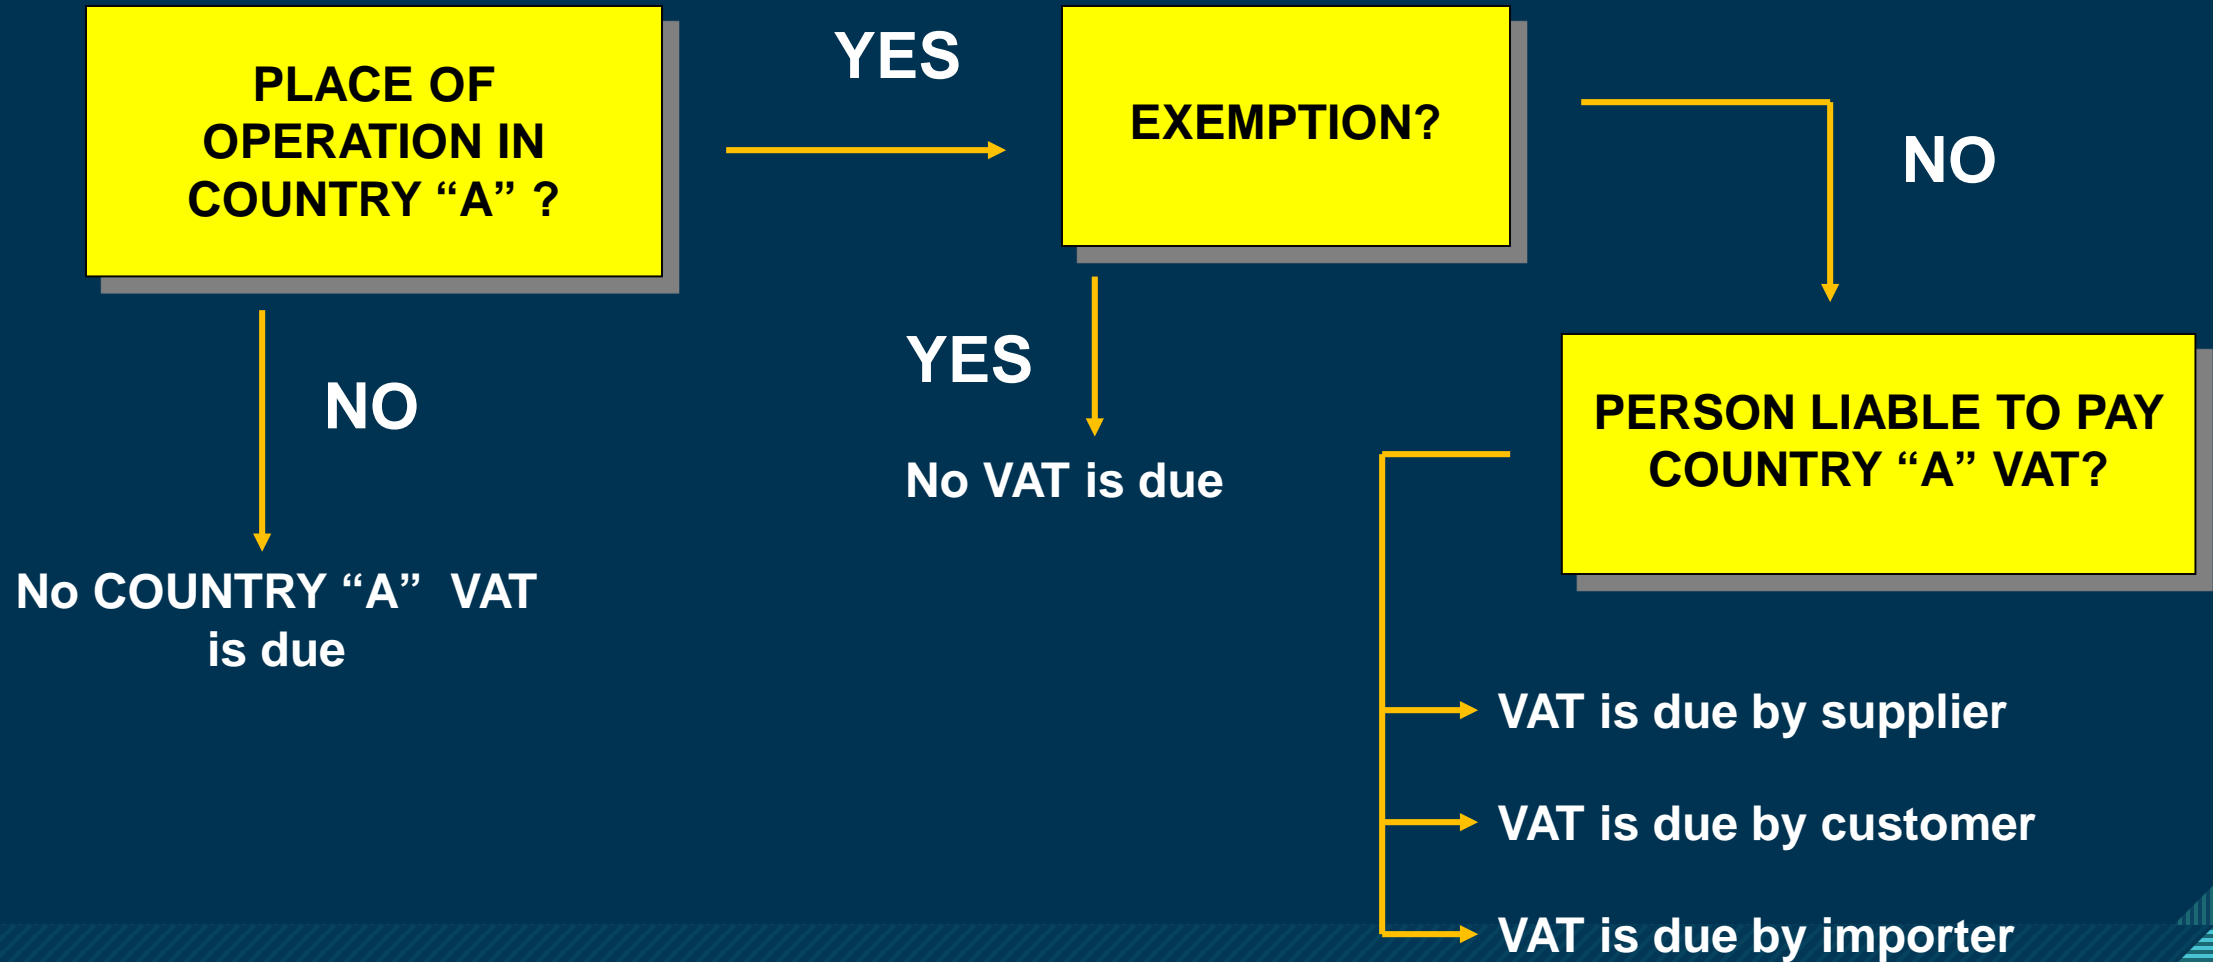 PLACE OF
OPERATION IN
COUNTRY “A” ?
YES
EXEMPTION?
NO
NO
No COUNTRY “A” VAT
is due
YES
No VAT is due
PERSON LIABLE TO PAY
COUNTRY “A” VAT?
VAT is due by supplier
VAT is due by customer
VAT is due by importer